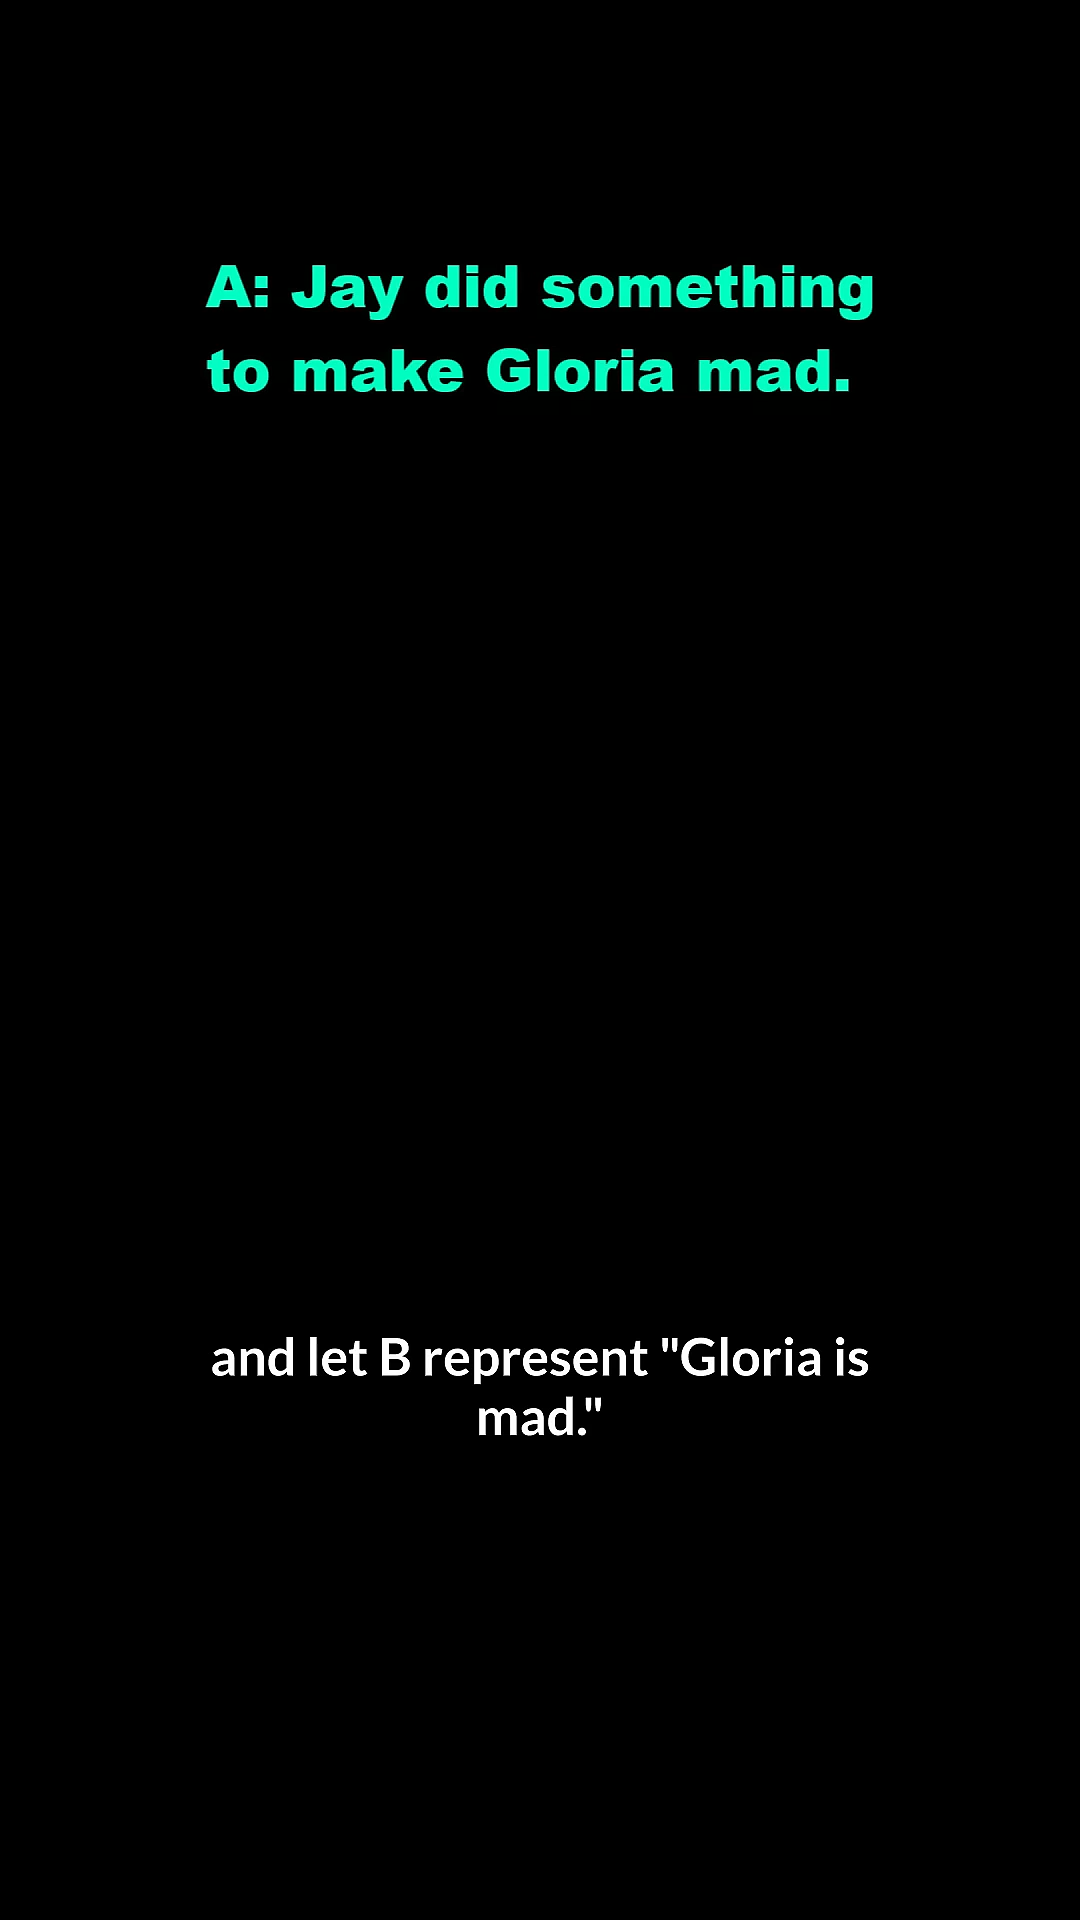 A: Jay did something
to make Gloria mad.
and let B represent "Gloria is
mad."